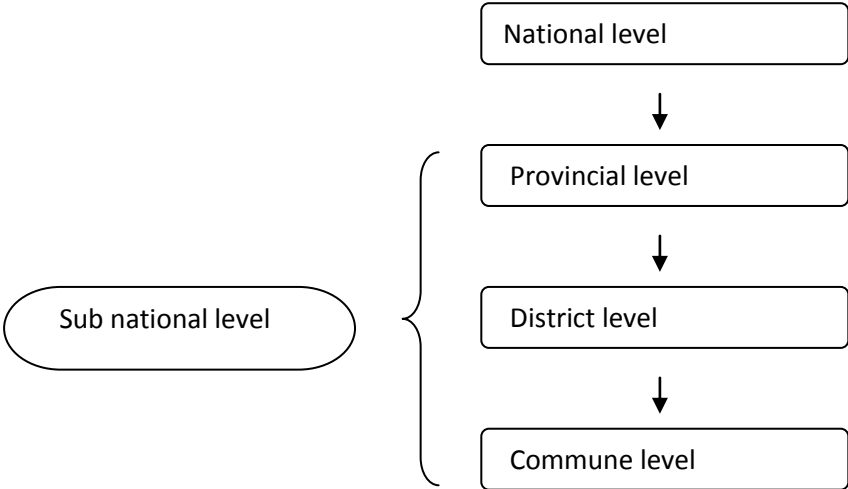 National level
Provincial level
Sub national level
District level
Commune level